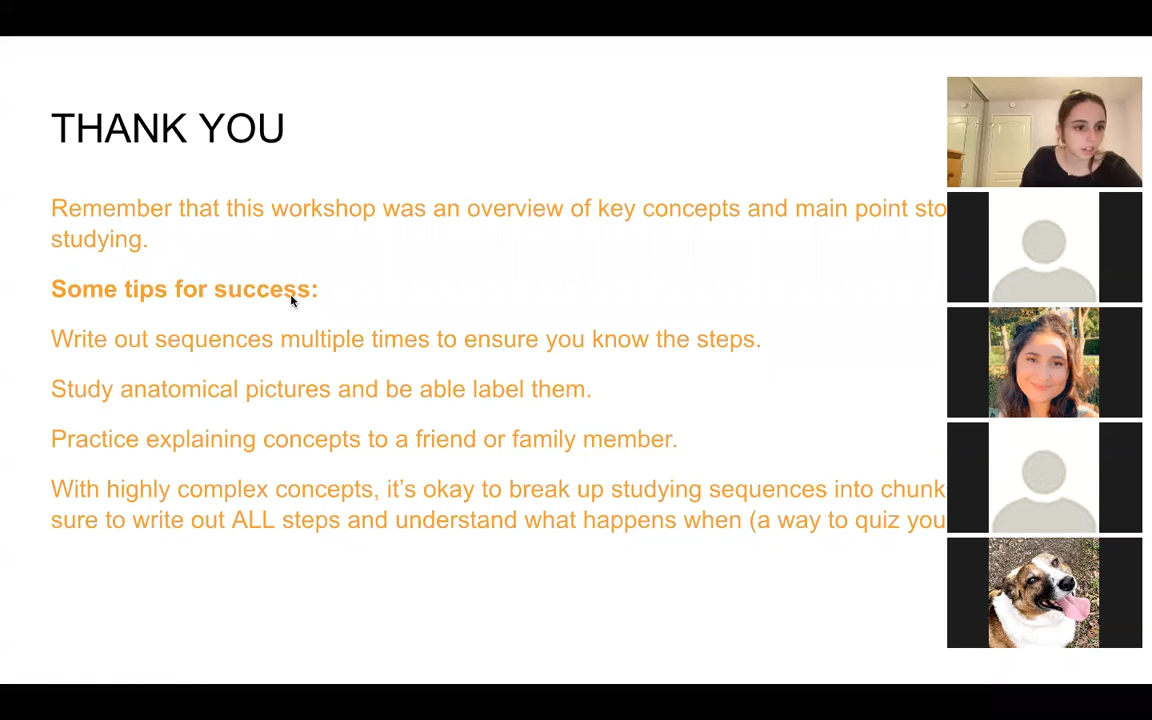 THANK YOU
Remember that this workshop was an overview of key concepts and main point sto
studying.
Some tips for success:
Write out sequences multiple times to ensure you know the steps.
Study anatomical pictures and be able label them.
Practice explaining concepts to a friend or family member.
With highly complex concepts, it’s okay to break up studying sequences into chunk
sure to write out ALL steps and understand what happens when (a way to quiz you